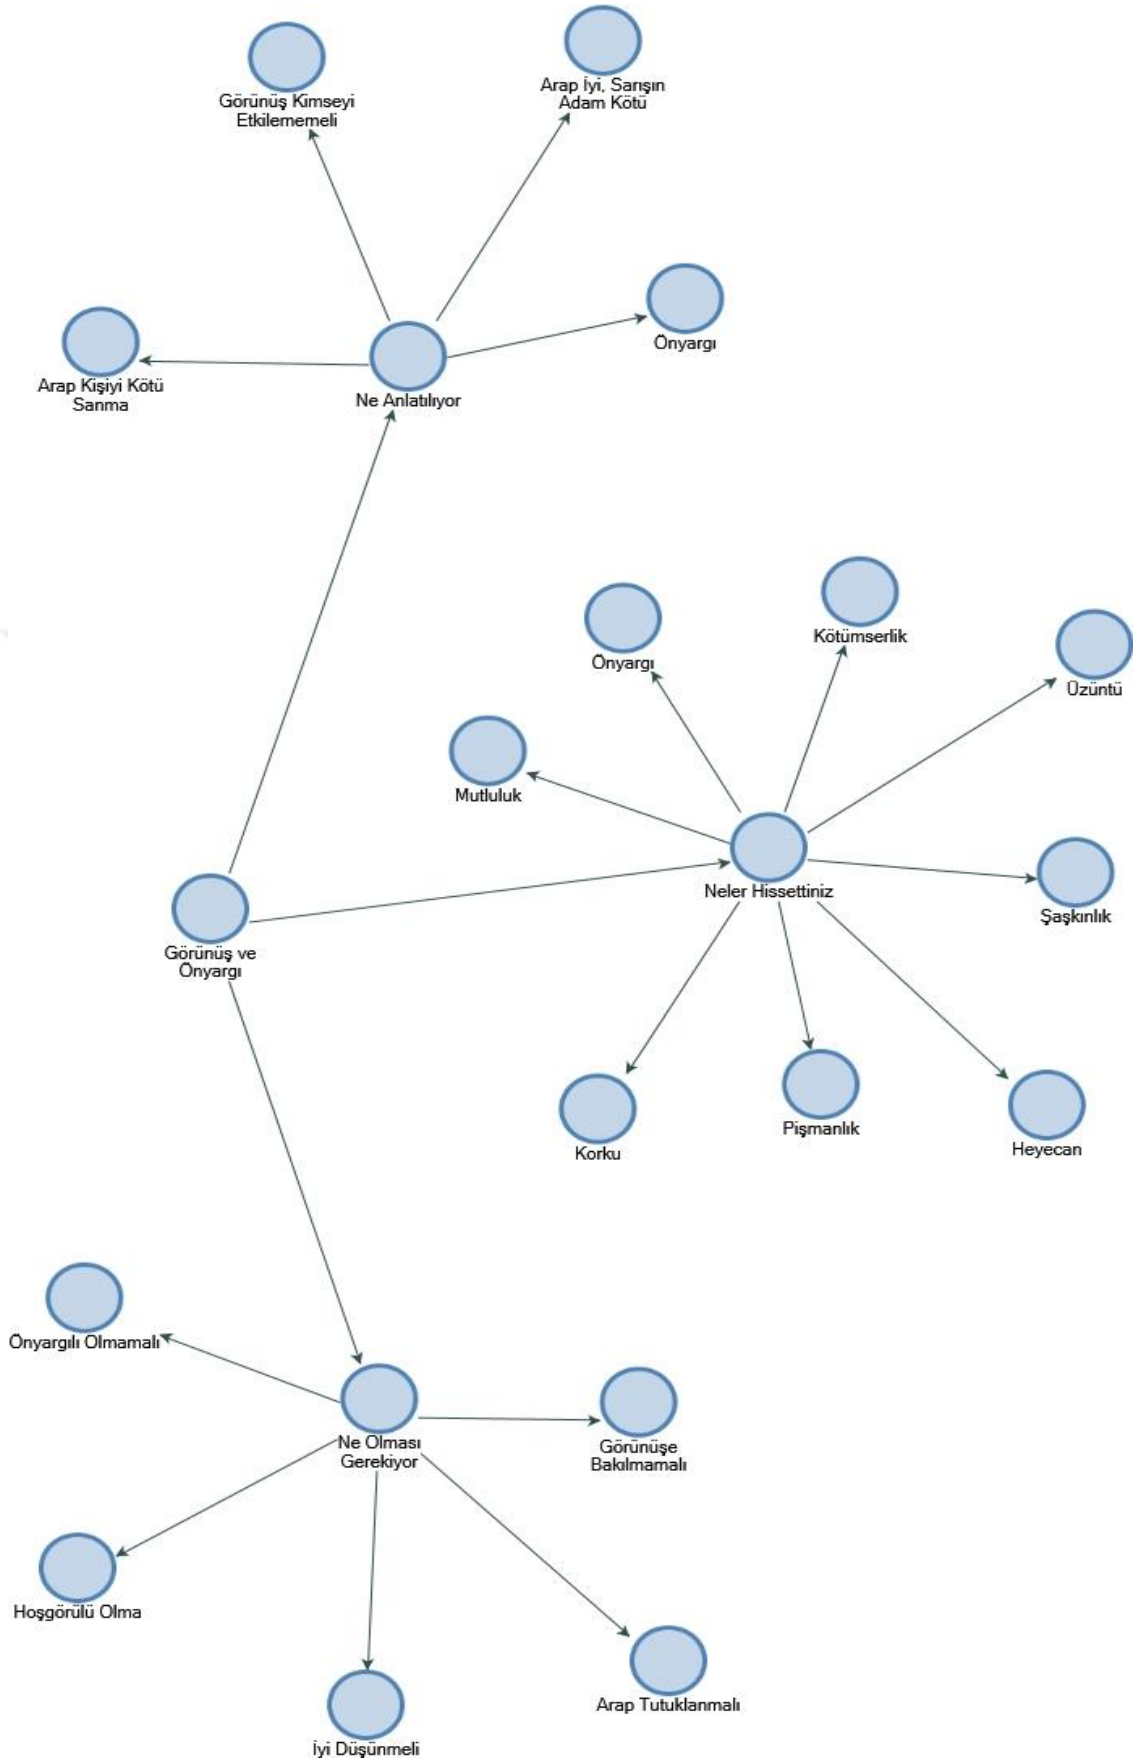 Görünüş Kimseyi
Etkilememeli
Arap İyi, Sarışın
Adam Kötü
Önyargı
Arap Kişiyi Kötü
Sanma
Ne Anlatılıyor
Önyargı
Kötümserlik
Üzüntü
Mutluluk
Neler Hissettiniz
Şaşkınlık
Görünüş ve
Önyargı
Korku
Pişmanlık
Heyecan
Önyargılı Olmamalı
Ne Olması
Gerekiyor
Görünüşe
Bakılmamalı
Hoşgörülü Olma
Arap Tutuklanmalı
İyi Düşünmeli